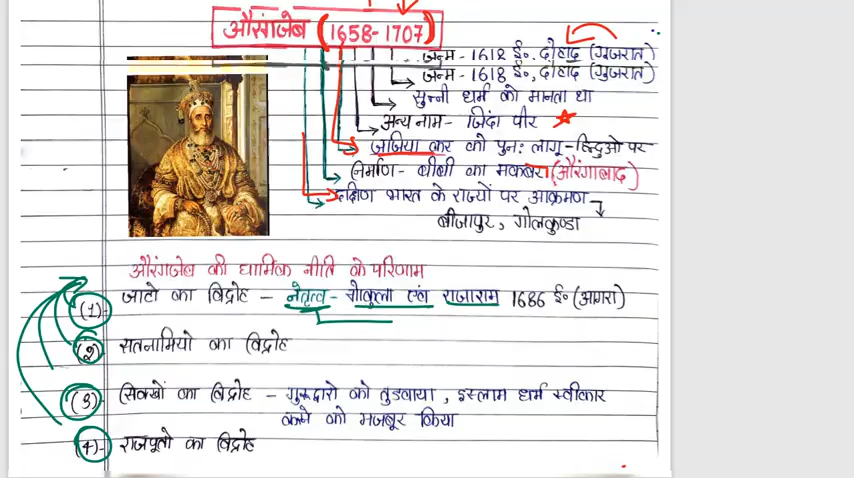 औरंगजेब (1658-1707)
जन्म - 1618 ई०, दोहाद (गुजरात)
जन्म - 1618 ई०, दोहाद (गुजरात)
सुन्नी धर्म को मानता था
अन्य नाम - जिंदा पीर
जजिया कर को पुनः लागू - हिन्दुओ पर
निर्माण - बीबी का मकबरा (औरंगाबाद)
दक्षिण भारत के राज्यों पर आक्रमण
बीजापुर, गोलकुण्डा
औरंगजेब की धार्मिक नीति के परिणाम
(1) जाटो का विद्रोह - नेतृत्व - गोकुला एवं राजाराम 1686 ई० (आगरा)
(2) सतनामियो का विद्रोह
(3) सिक्खों का विद्रोह - गुरुद्वारो को तुडवाया, इस्लाम धर्म स्वीकार
करने को मजबूर किया
(4)- राजपूतो का विद्रोह